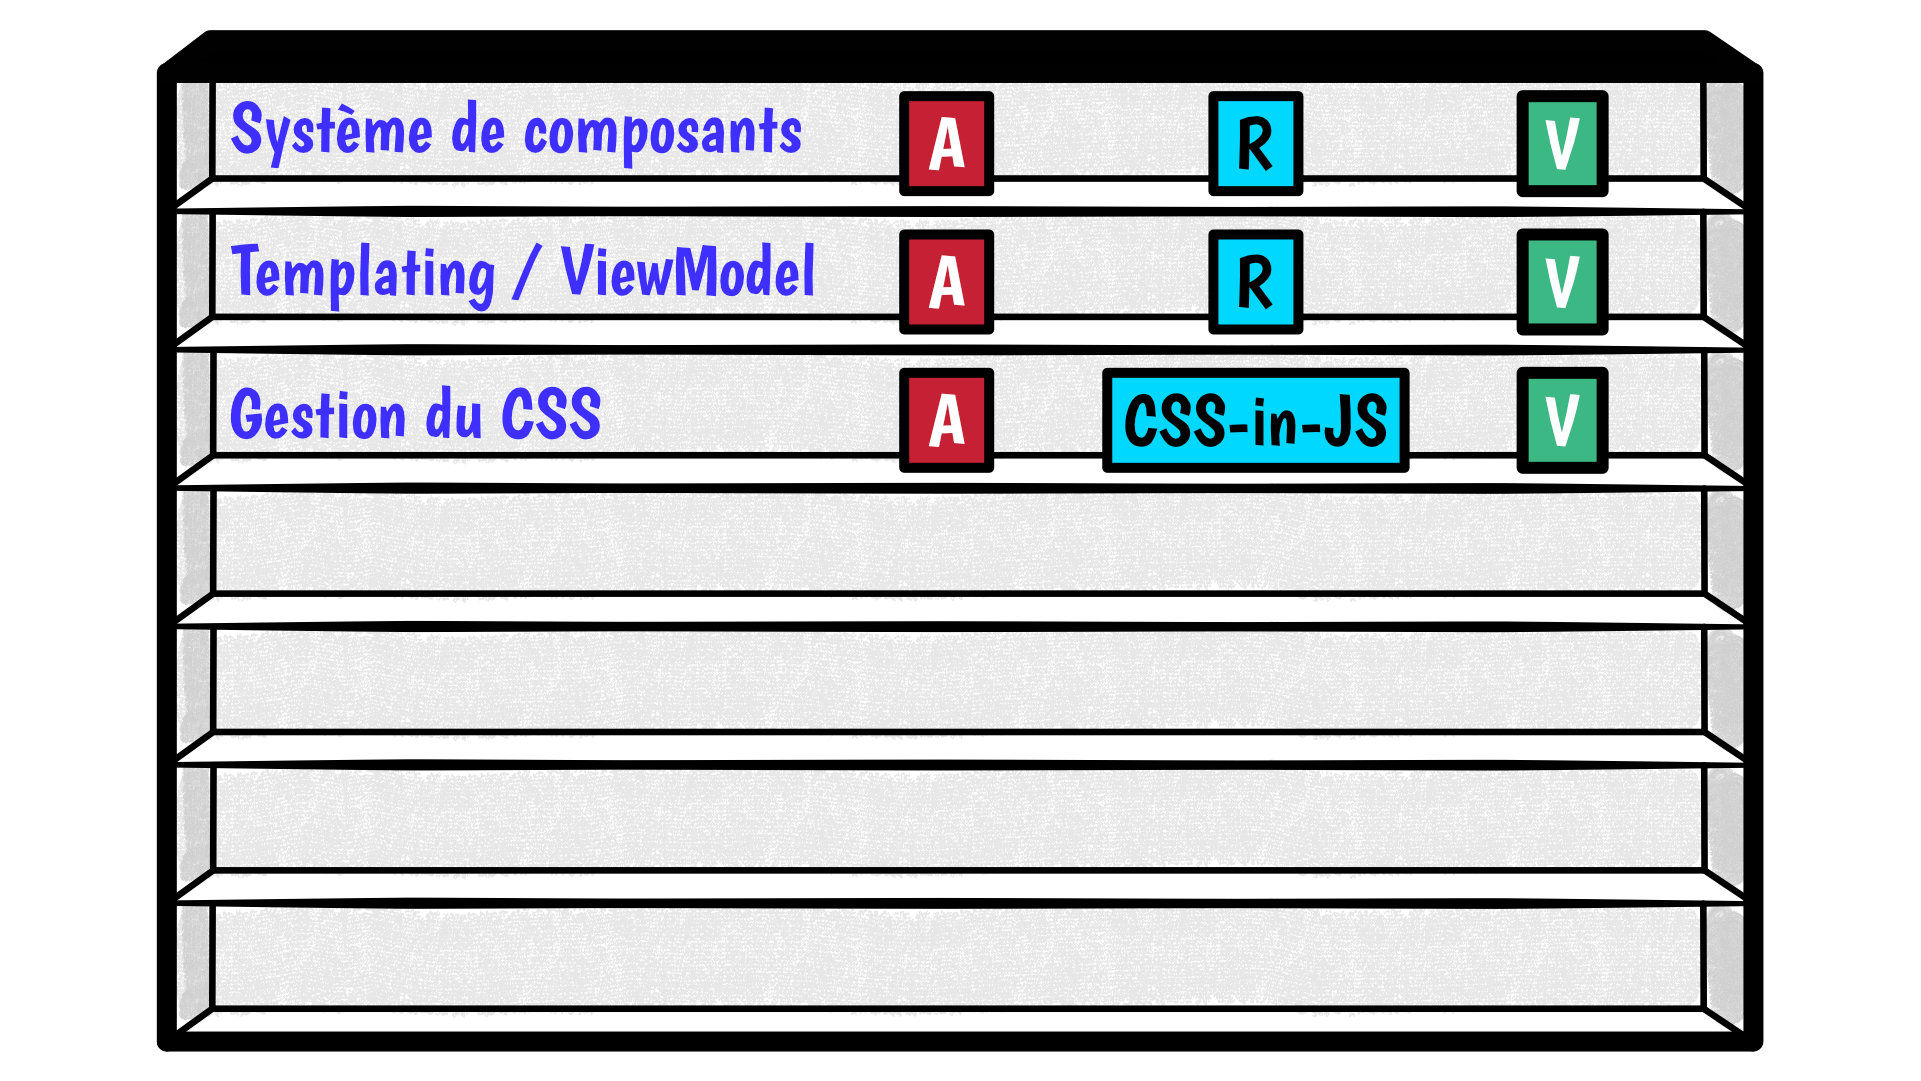 Système de composants A R V
Templating / ViewModel A R V
Gestion du CSS A CSS-in-JS V